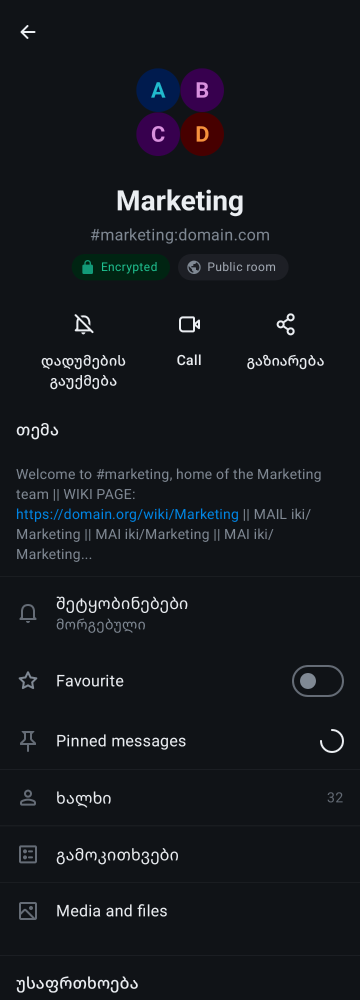 A B
C D
Marketing
#marketing:domain.com
Encrypted Public room
დადუმების
გაუქმება
Call
გაზიარება
თემა
Welcome to #marketing, home of the Marketing
team || WIKI PAGE:
https://domain.org/wiki/Marketing || MAIL iki/
Marketing || MAI iki/Marketing || MAI iki/
Marketing...
შეტყობინებები
მორგებული
Favourite
Pinned messages
ხალხი 32
გამოკითხვები
Media and files
უსაფრთხოება